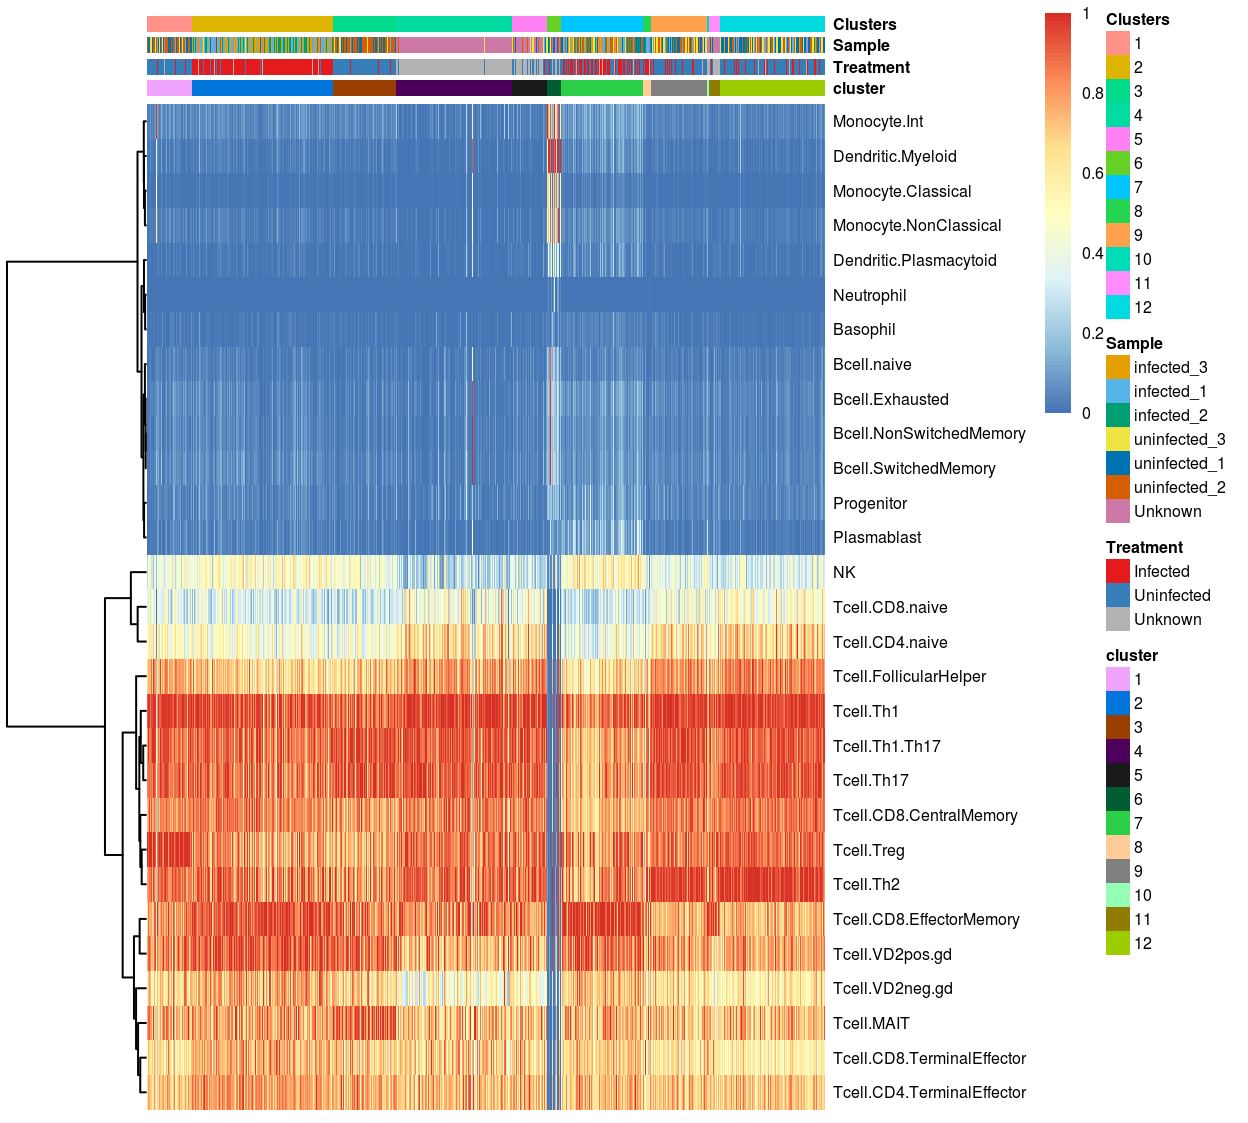 Clusters
Sample
Treatment
cluster
Monocyte.Int
Dendritic.Myeloid
Monocyte.Classical
Monocyte.NonClassical
Dendritic.Plasmacytoid
Neutrophil
Basophil
Bcell.naive
Bcell.Exhausted
Bcell.NonSwitchedMemory
Bcell.SwitchedMemory
Progenitor
Plasmablast
NK
Tcell.CD8.naive
Tcell.CD4.naive
Tcell.FollicularHelper
Tcell.Th1
Tcell.Th1.Th17
Tcell.Th17
Tcell.CD8.CentralMemory
Tcell.Treg
Tcell.Th2
Tcell.CD8.EffectorMemory
Tcell.VD2pos.gd
Tcell.VD2neg.gd
Tcell.MAIT
Tcell.CD8.TerminalEffector
Tcell.CD4.TerminalEffector
1
0.8
0.6
0.4
0.2
0
Clusters
1
2
3
4
5
6
7
8
9
10
11
12
Sample
infected_3
infected_1
infected_2
uninfected_3
uninfected_1
uninfected_2
Unknown
Treatment
Infected
Uninfected
Unknown
cluster
1
2
3
4
5
6
7
8
9
10
11
12